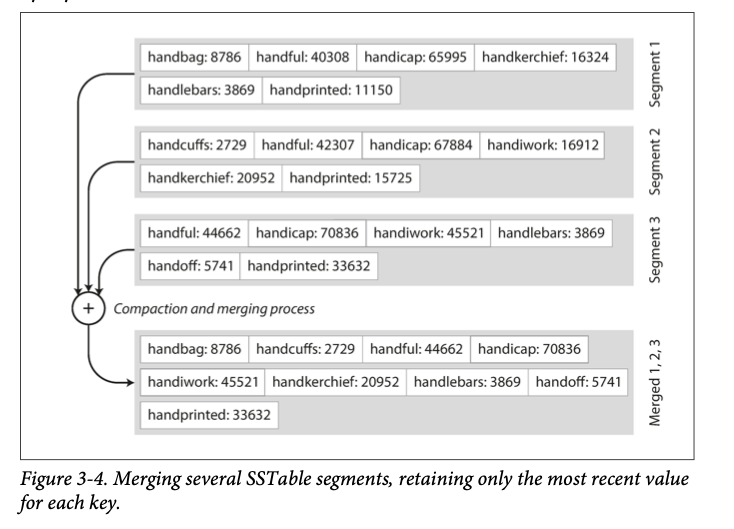 handbag: 8786 handful: 40308 handicap: 65995 handkerchief: 16324
handlebars: 3869 handprinted: 11150
Segment 1
handcuffs: 2729 handful: 42307 handicap: 67884 handiwork: 16912
handkerchief: 20952 handprinted: 15725
Segment 2
handful: 44662 handicap: 70836 handiwork: 45521 handlebars: 3869
handoff: 5741 handprinted: 33632
Segment 3
+ Compaction and merging process
handbag: 8786 handcuffs: 2729 handful: 44662 handicap: 70836
handiwork: 45521 handkerchief: 20952 handlebars: 3869 handoff: 5741
handprinted: 33632
Merged 1, 2, 3
Figure 3-4. Merging several SSTable segments, retaining only the most recent value
for each key.